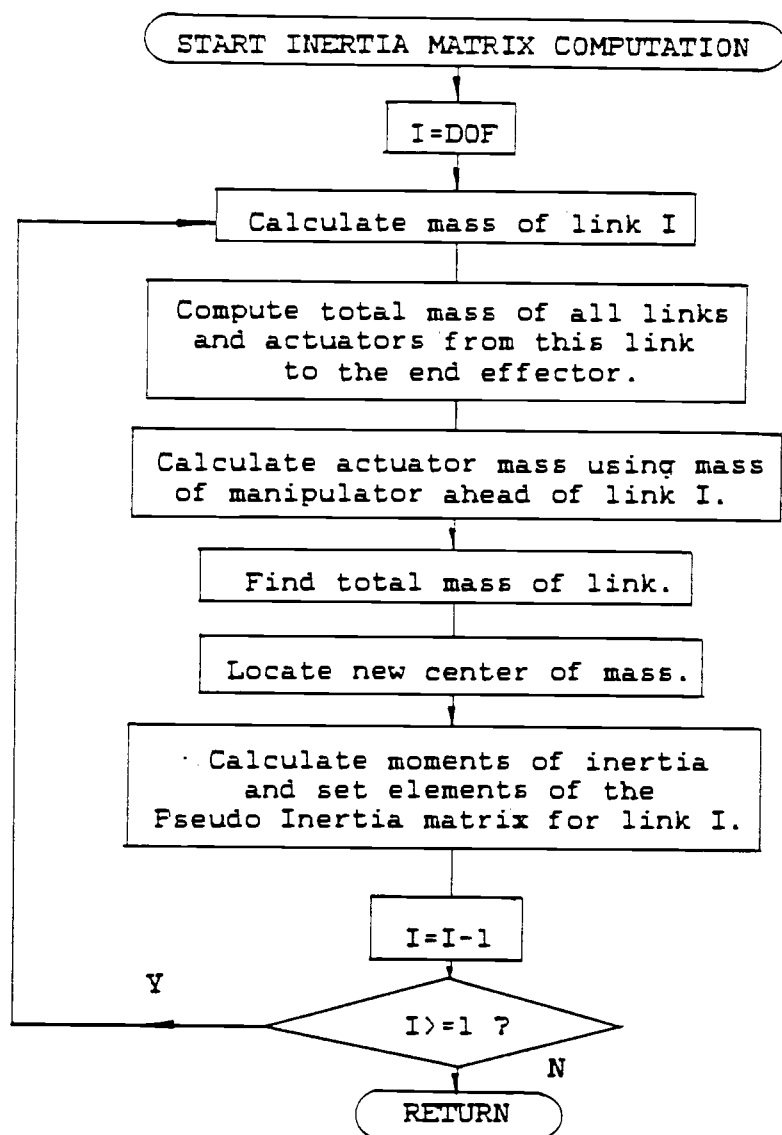 START INERTIA MATRIX COMPUTATION
I=DOF
Calculate mass of link I
Compute total mass of all links
and actuators from this link
to the end effector.
Calculate actuator mass using mass
of manipulator ahead of link I.
Find total mass of link.
Locate new center of mass.
Calculate moments of inertia
and set elements of the
Pseudo Inertia matrix for link I.
I=I-1
Y
I>=1 ?
N
RETURN